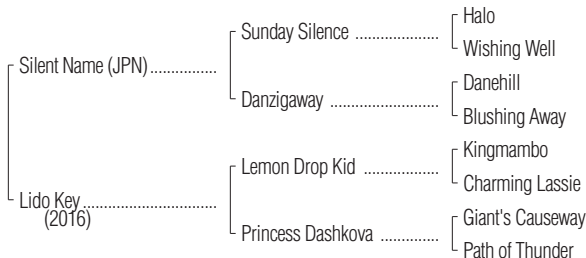 Halo
Sunday Silence ..................
Wishing Well
Silent Name (JPN)................
Danehill
Danzigaway .......................
Blushing Away
Kingmambo
Lemon Drop Kid ................
Charming Lassie
Lido Key................................
(2016)
Giant's Causeway
Princess Dashkova .............
Path of Thunder